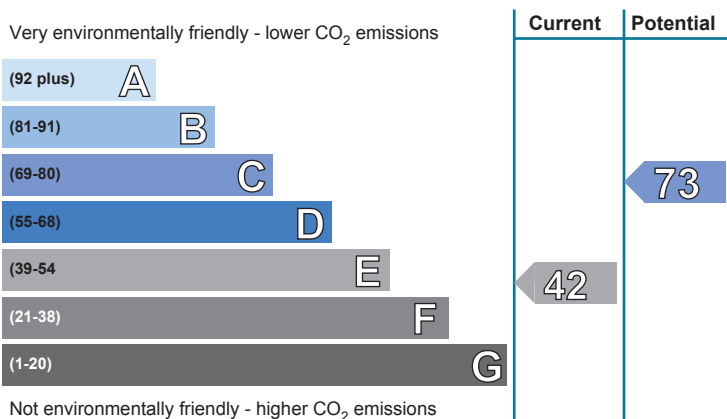 Very environmentally friendly - lower CO2 emissions
Current
Potential
(92 plus) A
(81-91) B
(69-80) C
73
(55-68) D
(39-54 E
42
(21-38) F
(1-20) G
Not environmentally friendly - higher CO2 emissions